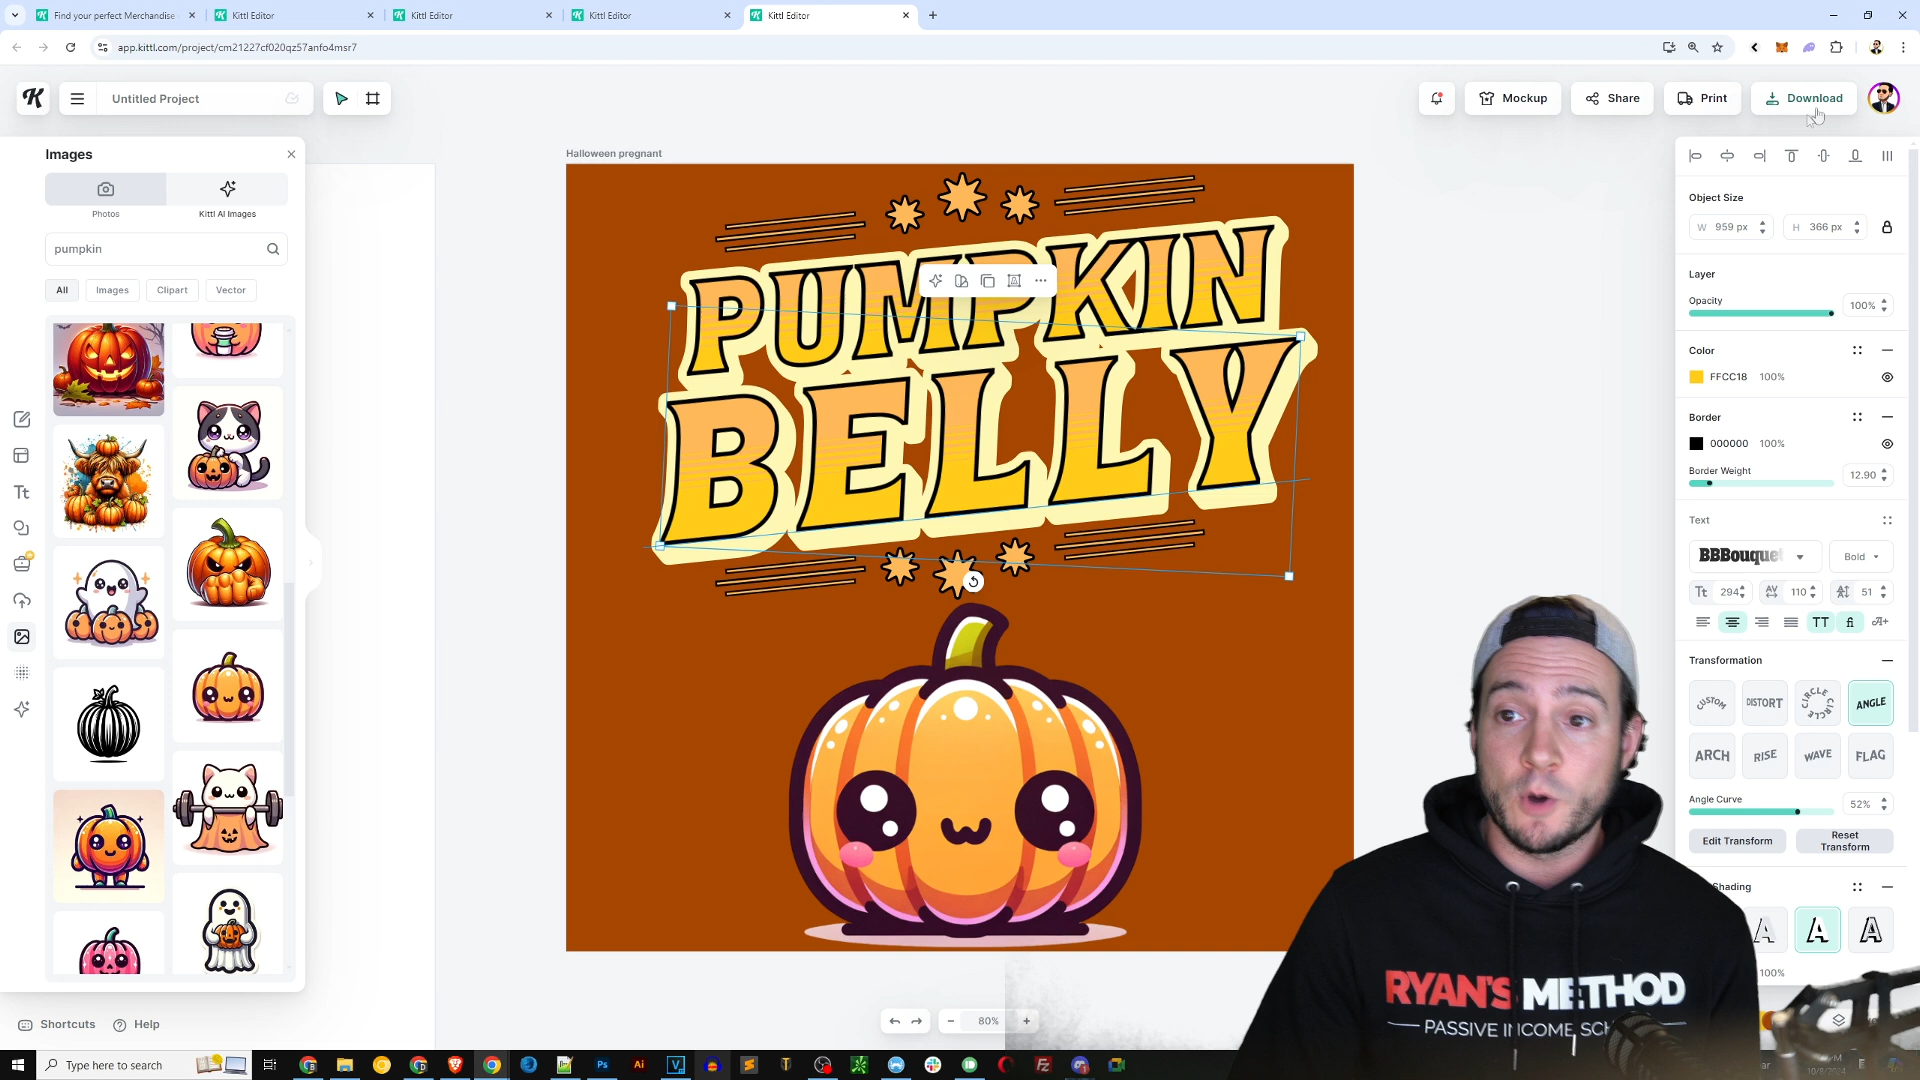 Find your perfect Merchandise
Kittl Editor
Kittl Editor
Kittl Editor
Kittl Editor
app.kittl.com/project/cm21227cf020qz57anfo4msr7
Untitled Project
Mockup
Share
Print
Download
Images
Photos
Kittl AI Images
pumpkin
All
Images
Clipart
Vector
Halloween pregnant
PUMPKIN
BELLY
Object Size
W 959 px
H 366 px
Layer
Opacity
100%
Color
FFCC18 100%
Border
000000 100%
Border Weight
12.90
Text
BBBouquet
Bold
294
110
51
Transformation
CUSTOM
DISTORT
CIRCLE CIRCLE
ANGLE
ARCH
RISE
WAVE
FLAG
Angle Curve
52%
Edit Transform
Reset Transform
Shading
100%
RYAN'S METHOD
PASSIVE INCOME
80%
Shortcuts
Help
Type here to search